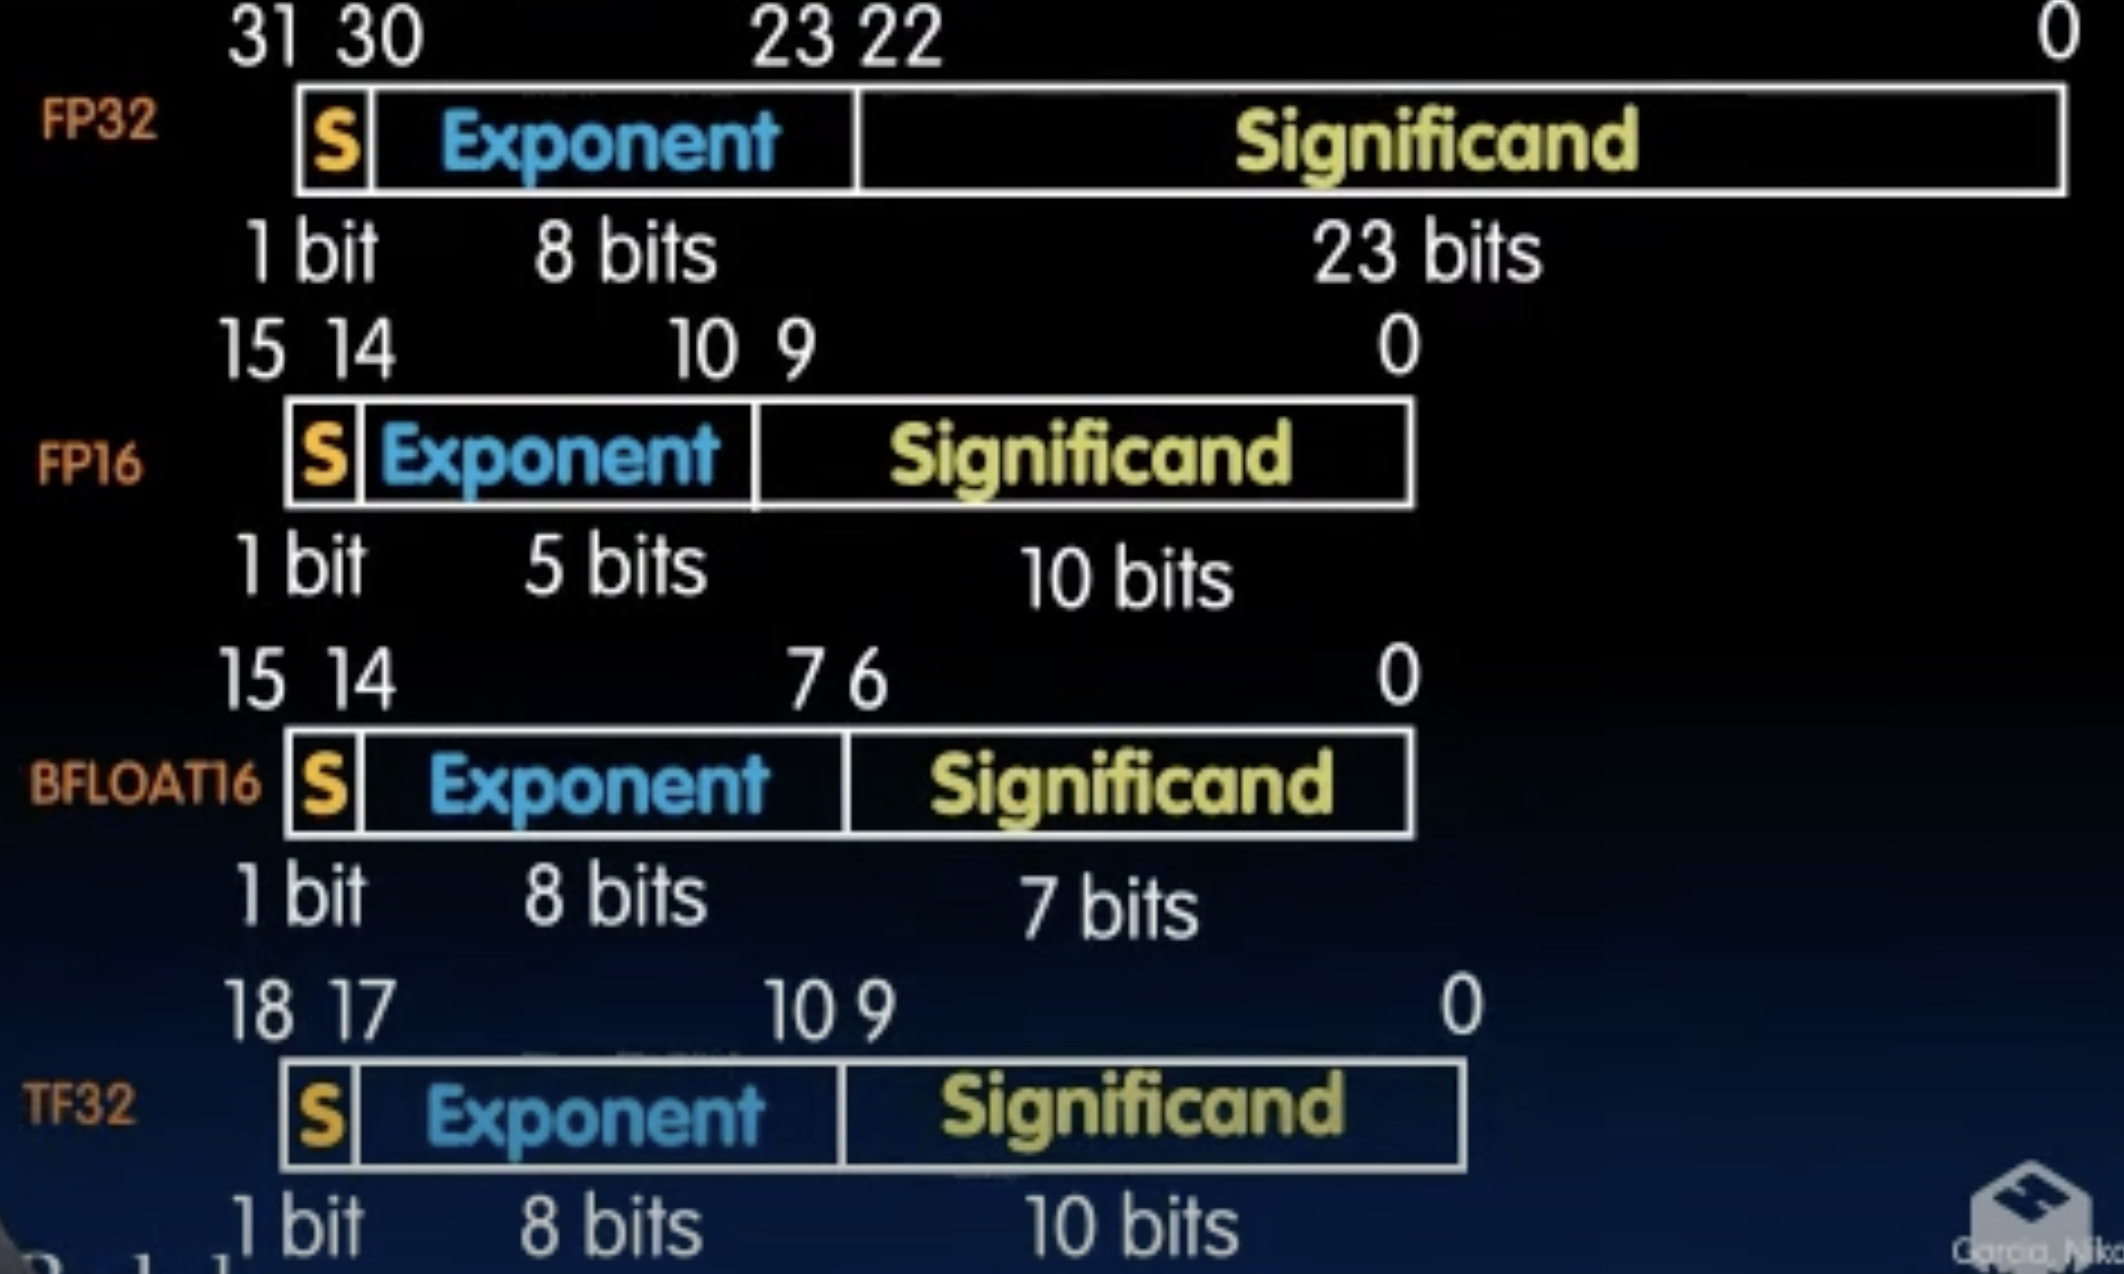 31 30 23 22 0
FP32 S Exponent Significand
1 bit 8 bits 23 bits
15 14 10 9 0
FP16 S Exponent Significand
1 bit 5 bits 10 bits
15 14 7 6 0
BFLOAT16 S Exponent Significand
1 bit 8 bits 7 bits
18 17 10 9 0
TF32 S Exponent Significand
1 bit 8 bits 10 bits
Garcia,